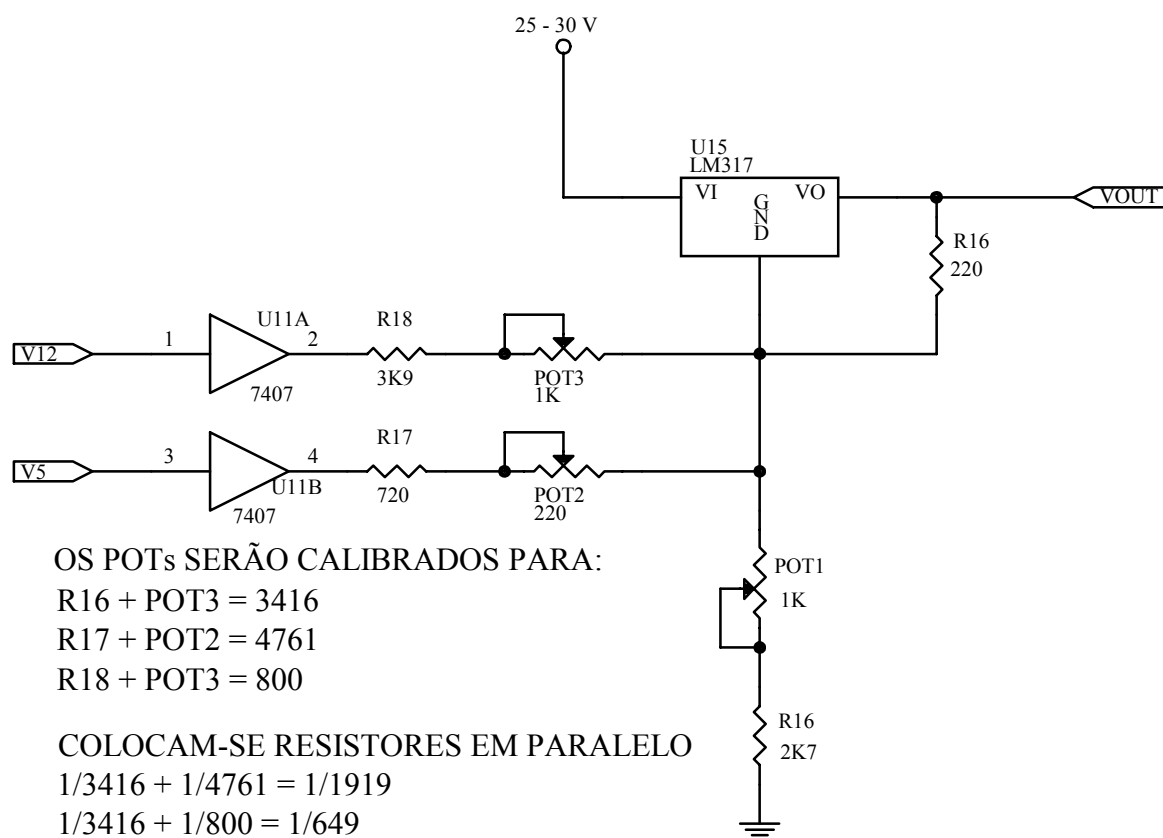 25 - 30 V
U15
LM317
VI
VO
GND
VOUT
R16
220
U11A
V12
1
2
7407
R18
3K9
POT3
1K
V5
3
4
U11B
7407
R17
720
POT2
220
OS POTs SERÃO CALIBRADOS PARA:
R16 + POT3 = 3416
R17 + POT2 = 4761
R18 + POT3 = 800
POT1
1K
R16
2K7
COLOCAM-SE RESISTORES EM PARALELO
1/3416 + 1/4761 = 1/1919
1/3416 + 1/800 = 1/649